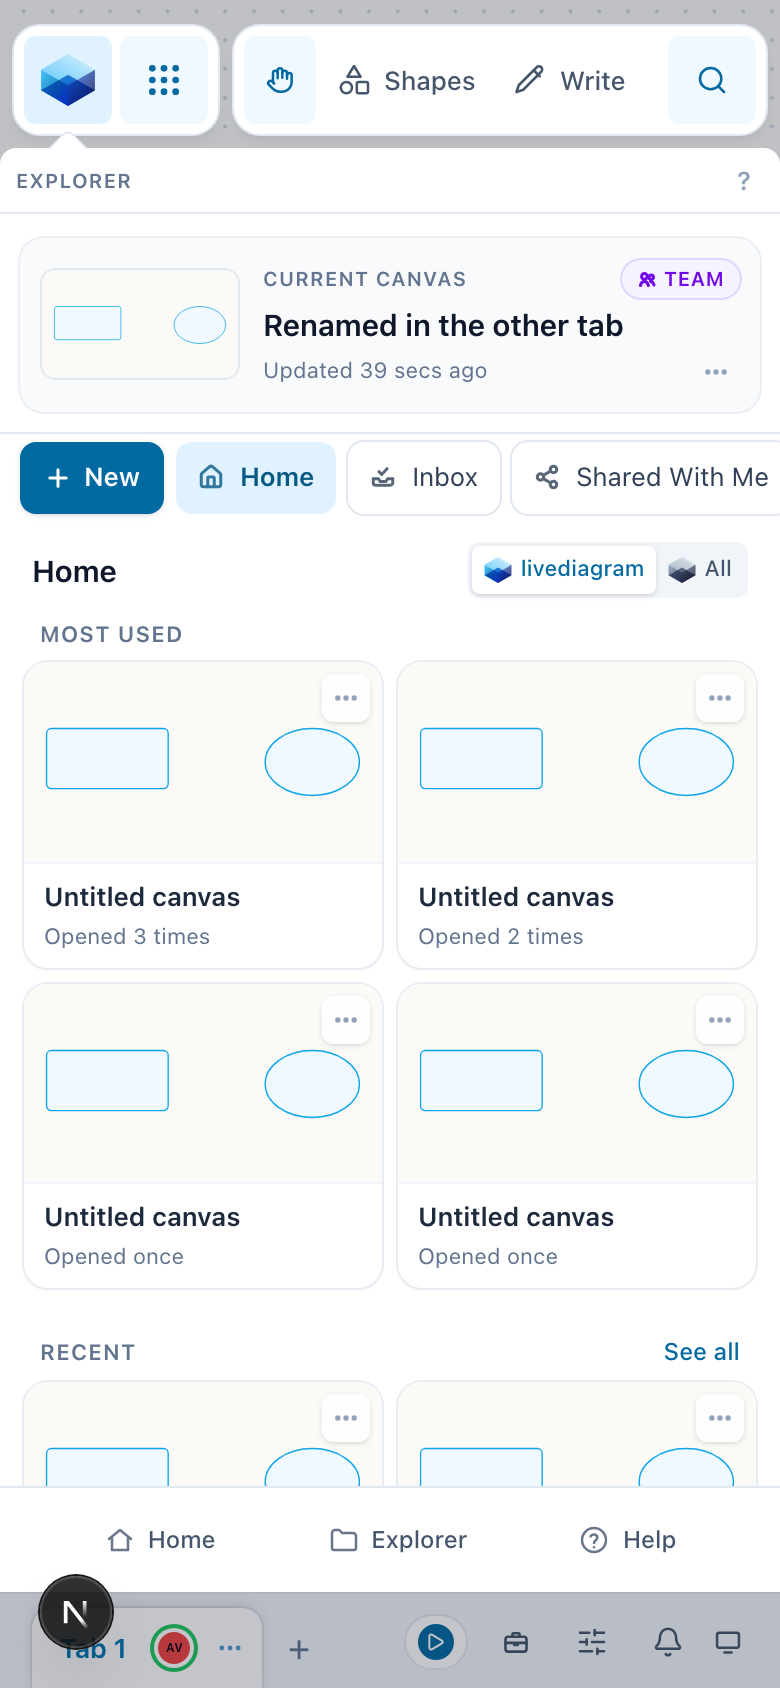 Shapes
Write
EXPLORER
?
CURRENT CANVAS
TEAM
Renamed in the other tab
Updated 39 secs ago
New
Home
Inbox
Shared With Me
Home
livediagram
All
MOST USED
Untitled canvas
Opened 3 times
Untitled canvas
Opened 2 times
Untitled canvas
Opened once
Untitled canvas
Opened once
RECENT
See all
Home
Explorer
Help
N
Tab 1
AV